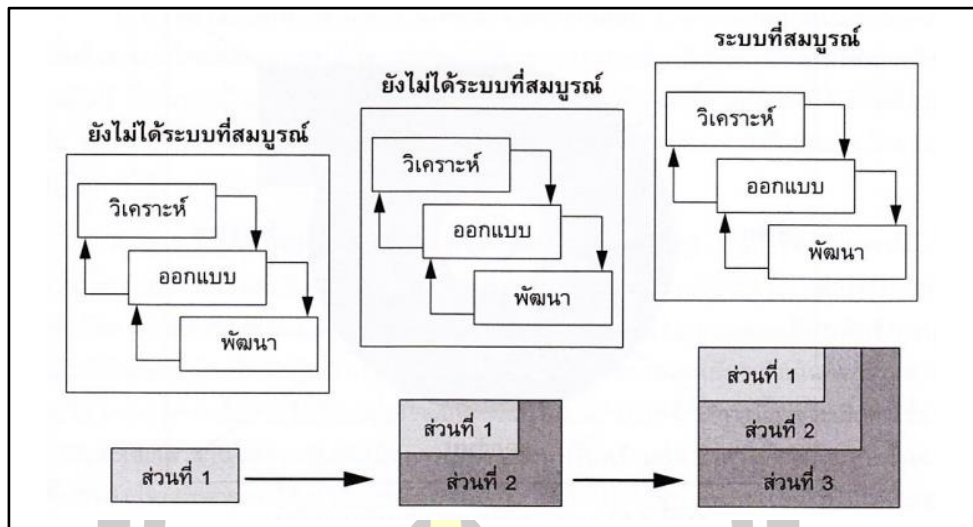 ยังไม่ได้ระบบที่สมบูรณ์
วิเคราะห์
ออกแบบ
พัฒนา
ยังไม่ได้ระบบที่สมบูรณ์
วิเคราะห์
ออกแบบ
พัฒนา
ระบบที่สมบูรณ์
วิเคราะห์
ออกแบบ
พัฒนา
ส่วนที่ 1
ส่วนที่ 1
ส่วนที่ 2
ส่วนที่ 1
ส่วนที่ 2
ส่วนที่ 3